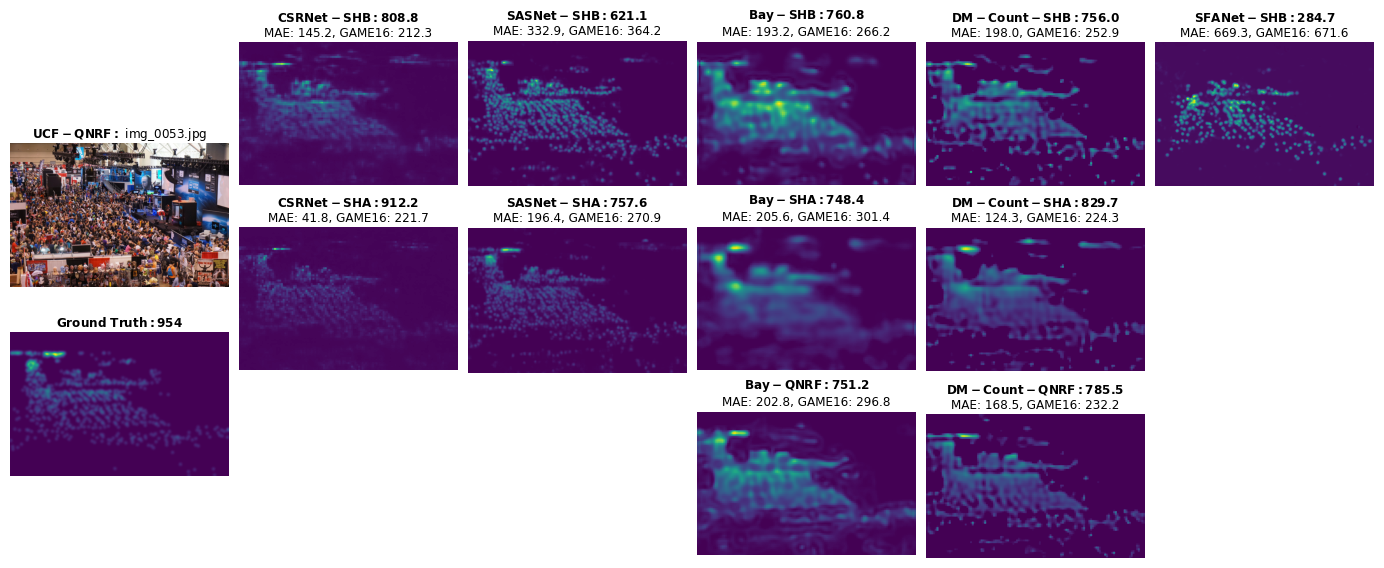 CSRNet − SHB : 808.8
MAE: 145.2, GAME16: 212.3
SASNet − SHB : 621.1
MAE: 332.9, GAME16: 364.2
Bay − SHB : 760.8
MAE: 193.2, GAME16: 266.2
DM − Count − SHB : 756.0
MAE: 198.0, GAME16: 252.9
SFANet − SHB : 284.7
MAE: 669.3, GAME16: 671.6
UCF − QNRF : img_0053.jpg
CSRNet − SHA : 912.2
MAE: 41.8, GAME16: 221.7
SASNet − SHA : 757.6
MAE: 196.4, GAME16: 270.9
Bay − SHA : 748.4
MAE: 205.6, GAME16: 301.4
DM − Count − SHA : 829.7
MAE: 124.3, GAME16: 224.3
Ground Truth : 954
Bay − QNRF : 751.2
MAE: 202.8, GAME16: 296.8
DM − Count − QNRF : 785.5
MAE: 168.5, GAME16: 232.2